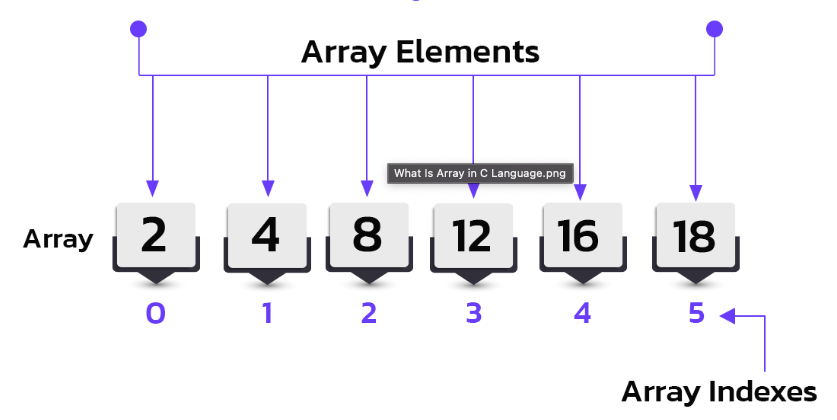 Array Elements
What Is Array in C Language.png
Array 2 4 8 12 16 18
0 1 2 3 4 5
Array Indexes